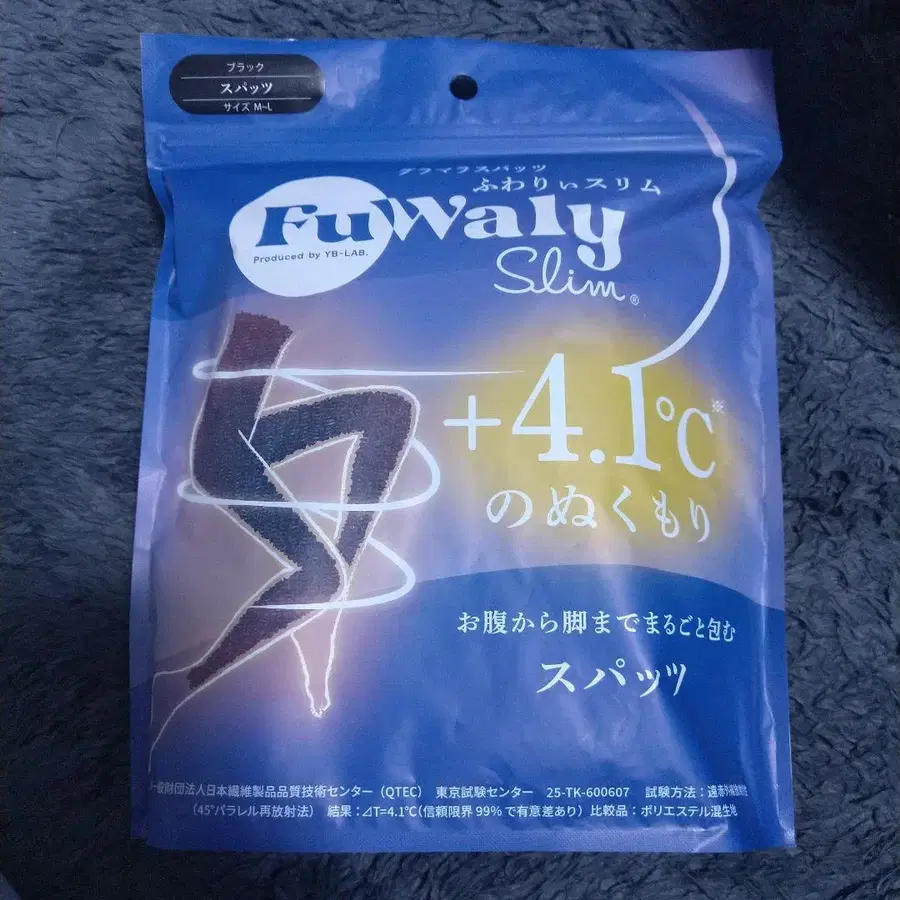 ブラック
スパッツ
サイズ M~L
グラマラスパッツ
ふわりぃスリム
FuWaly
Produced by YB-LAB.
Slim®
+4.1℃※
のぬくもり
お腹から脚までまるごと包む
スパッツ
一般財団法人日本繊維製品品質技術センター（QTEC） 東京試験センター 25-TK-600607 試験方法：遠赤外線
（45°パラレル再放射法） 結果：⊿T=4.1℃（信頼限界99％で有意差あり）比較品：ポリエステル混生地